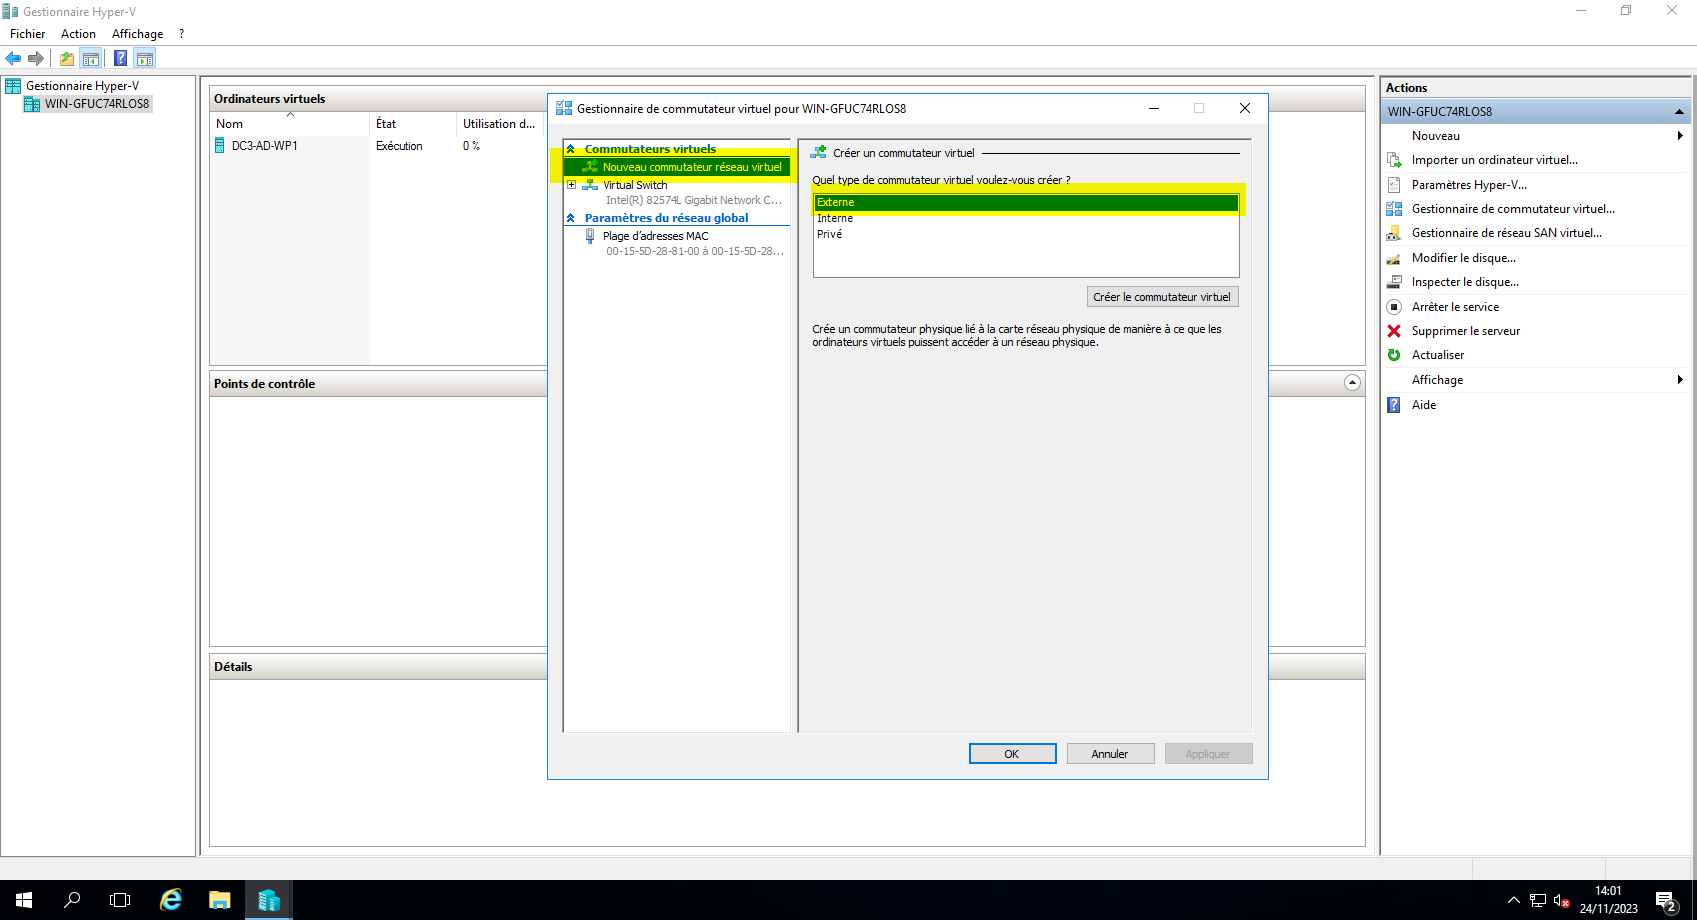 Gestionnaire Hyper-V
Fichier Action Affichage ?
Gestionnaire Hyper-V
WIN-GFUC74RLOS8
Ordinateurs virtuels
Nom État Utilisation d...
DC3-AD-WP1 Exécution 0 %
Points de contrôle
Détails
Gestionnaire de commutateur virtuel pour WIN-GFUC74RLOS8
Commutateurs virtuels
Nouveau commutateur réseau virtuel
Virtual Switch
Intel(R) 82574L Gigabit Network C...
Paramètres du réseau global
Plage d’adresses MAC
00-15-5D-28-81-00 à 00-15-5D-28...
Créer un commutateur virtuel
Quel type de commutateur virtuel voulez-vous créer ?
Externe
Interne
Privé
Créer le commutateur virtuel
Crée un commutateur physique lié à la carte réseau physique de manière à ce que les
ordinateurs virtuels puissent accéder à un réseau physique.
OK Annuler Appliquer
Actions
WIN-GFUC74RLOS8
Nouveau
Importer un ordinateur virtuel...
Paramètres Hyper-V...
Gestionnaire de commutateur virtuel...
Gestionnaire de réseau SAN virtuel...
Modifier le disque...
Inspecter le disque...
Arrêter le service
Supprimer le serveur
Actualiser
Affichage
Aide
14:01
24/11/2023
2